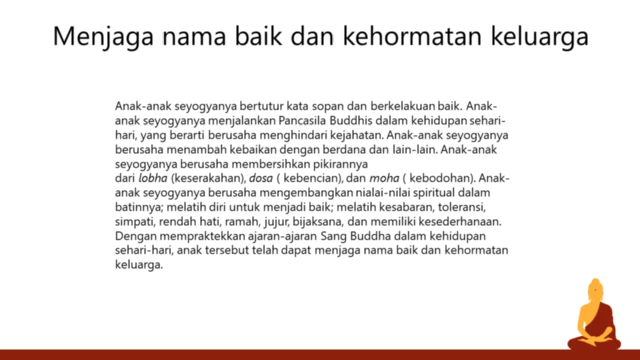 Menjaga nama baik dan kehormatan keluarga
Anak-anak seyogyanya bertutur kata sopan dan berkelakuan baik. Anak-
anak seyogyanya menjalankan Pancasila Buddhis dalam kehidupan sehari-
hari, yang berarti berusaha menghindari kejahatan. Anak-anak seyogyanya
berusaha menambah kebaikan dengan berdana dan lain-lain. Anak-anak
seyogyanya berusaha membersihkan pikirannya
dari lobha (keserakahan), dosa ( kebencian), dan moha ( kebodohan). Anak-
anak seyogyanya berusaha mengembangkan nialai-nilai spiritual dalam
batinnya; melatih diri untuk menjadi baik; melatih kesabaran, toleransi,
simpati, rendah hati, ramah, jujur, bijaksana, dan memiliki kesederhanaan.
Dengan mempraktekkan ajaran-ajaran Sang Buddha dalam kehidupan
sehari-hari, anak tersebut telah dapat menjaga nama baik dan kehormatan
keluarga.